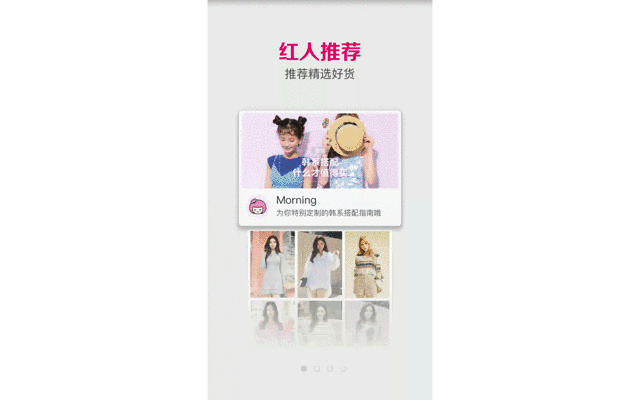 红人推荐
推荐精选好货
韩系搭配
什么才值得买
Morning
为你特别定制的韩系搭配指南哦